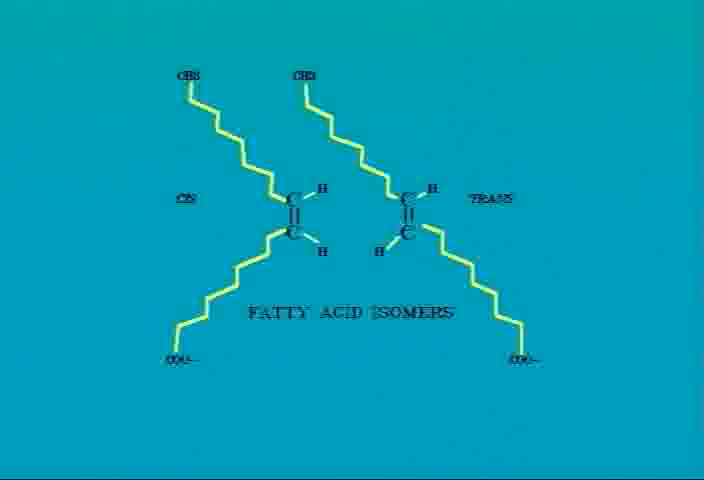 CH3 CH3
H H
C C
CIS TRANS
C C
H H
FATTY ACID ISOMERS
COO- COO-